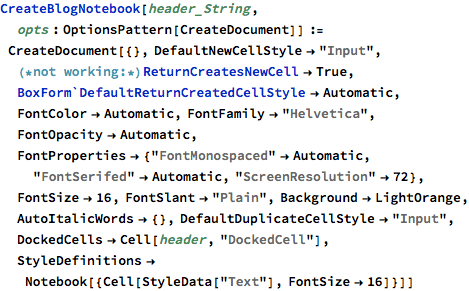 CreateBlogNotebook[header_String,
opts : OptionsPattern[CreateDocument]] :=
CreateDocument[{}, DefaultNewCellStyle → "Input",
(*not working:*) ReturnCreatesNewCell → True,
BoxForm`DefaultReturnCreatedCellStyle → Automatic,
FontColor → Automatic, FontFamily → "Helvetica",
FontOpacity → Automatic,
FontProperties → {"FontMonospaced" → Automatic,
"FontSerifed" → Automatic, "ScreenResolution" → 72},
FontSize → 16, FontSlant → "Plain", Background → LightOrange,
AutoItalicWords → {}, DefaultDuplicateCellStyle → "Input",
DockedCells → Cell[header, "DockedCell"],
StyleDefinitions →
Notebook[{Cell[StyleData["Text"], FontSize → 16]}]]